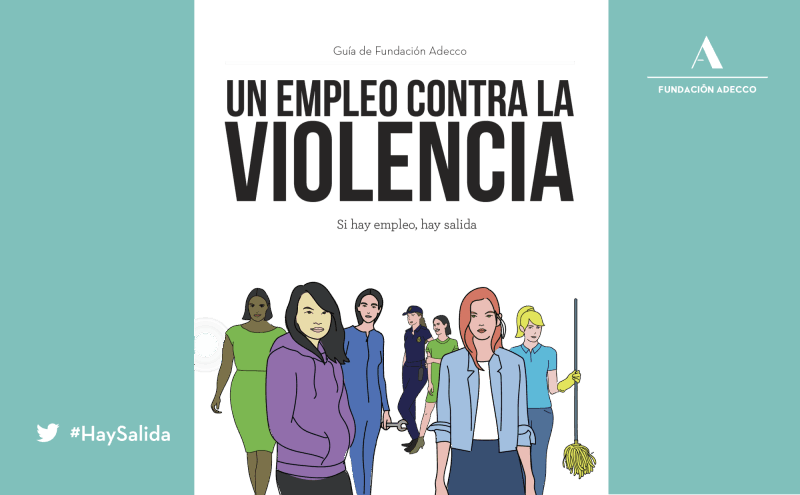 Guía de Fundación Adecco
UN EMPLEO CONTRA LA
VIOLENCIA
Si hay empleo, hay salida
FUNDACIÓN ADECCO
#HaySalida